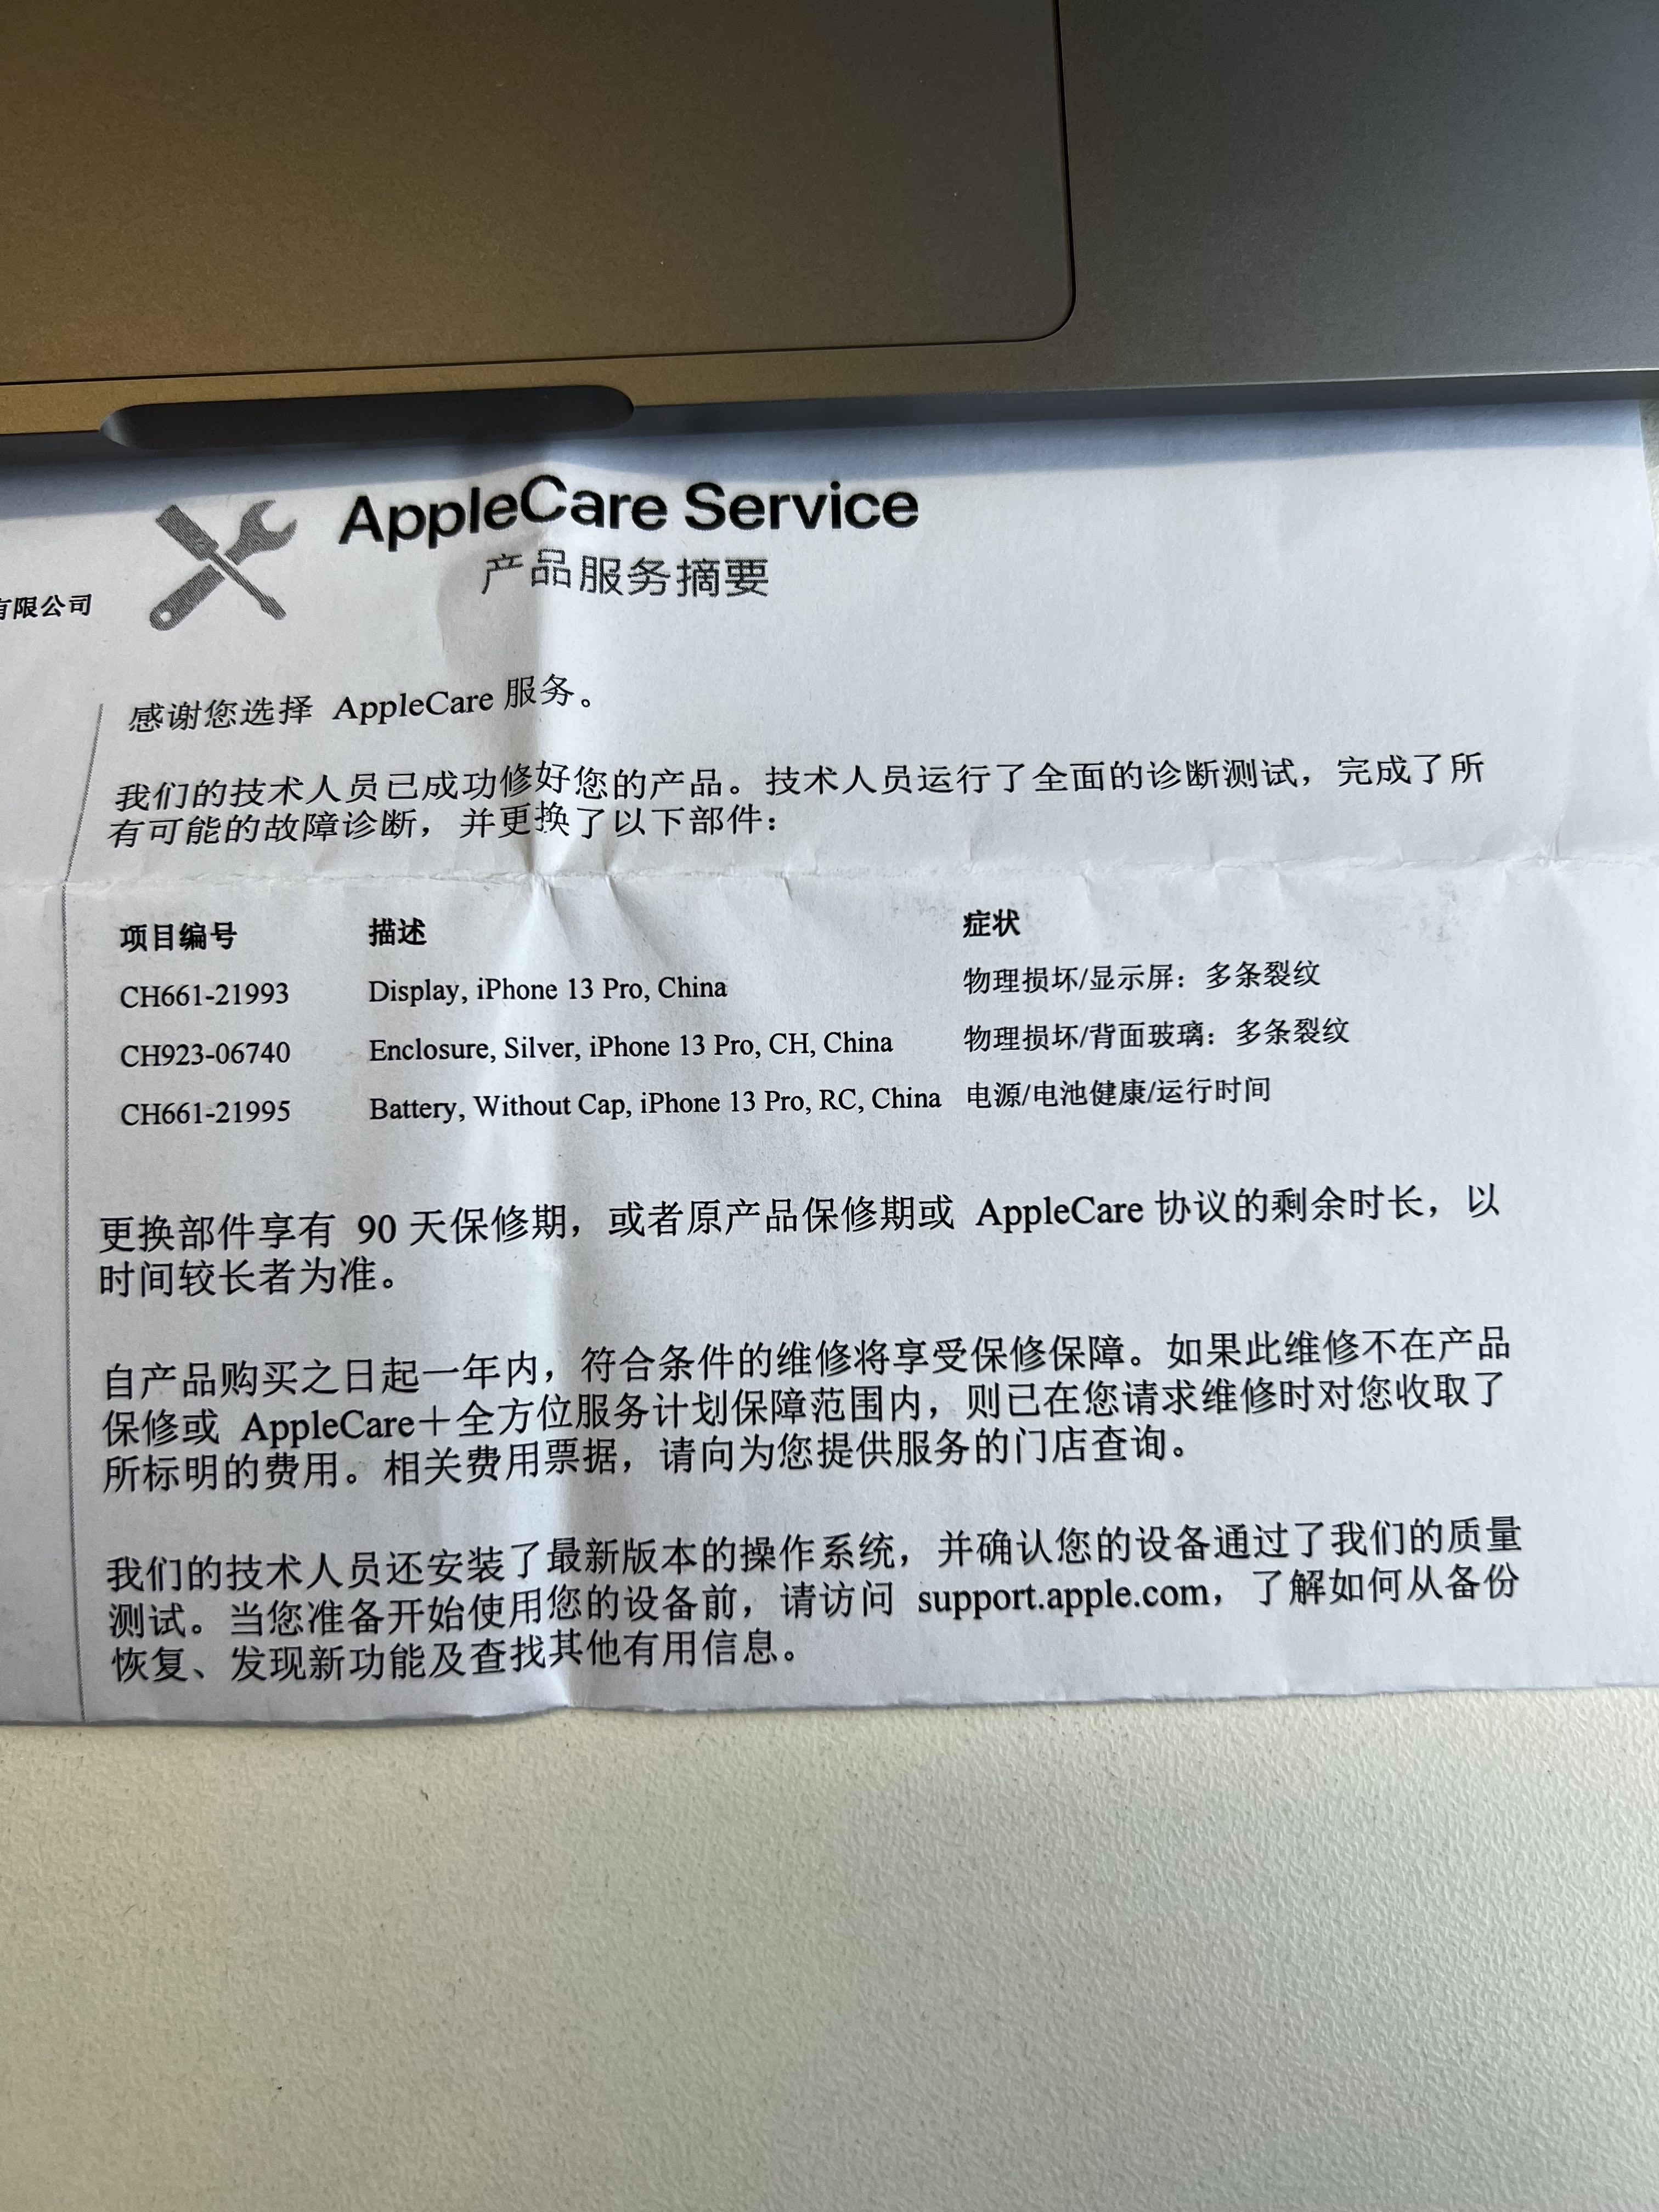 AppleCare Service
产品服务摘要
有限公司
感谢您选择 AppleCare 服务。
我们的技术人员已成功修好您的产品。技术人员运行了全面的诊断测试，完成了所
有可能的故障诊断，并更换了以下部件：
项目编号 描述 症状
CH661-21993 Display, iPhone 13 Pro, China 物理损坏/显示屏：多条裂纹
CH923-06740 Enclosure, Silver, iPhone 13 Pro, CH, China 物理损坏/背面玻璃：多条裂纹
CH661-21995 Battery, Without Cap, iPhone 13 Pro, RC, China 电源/电池健康/运行时间
更换部件享有 90 天保修期，或者原产品保修期或 AppleCare 协议的剩余时长，以
时间较长者为准。
自产品购买之日起一年内，符合条件的维修将享受保修保障。如果此维修不在产品
保修或 AppleCare＋全方位服务计划保障范围内，则已在您请求维修时对您收取了
所标明的费用。相关费用票据，请向为您提供服务的门店查询。
我们的技术人员还安装了最新版本的操作系统，并确认您的设备通过了我们的质量
测试。当您准备开始使用您的设备前，请访问 support.apple.com，了解如何从备份
恢复、发现新功能及查找其他有用信息。